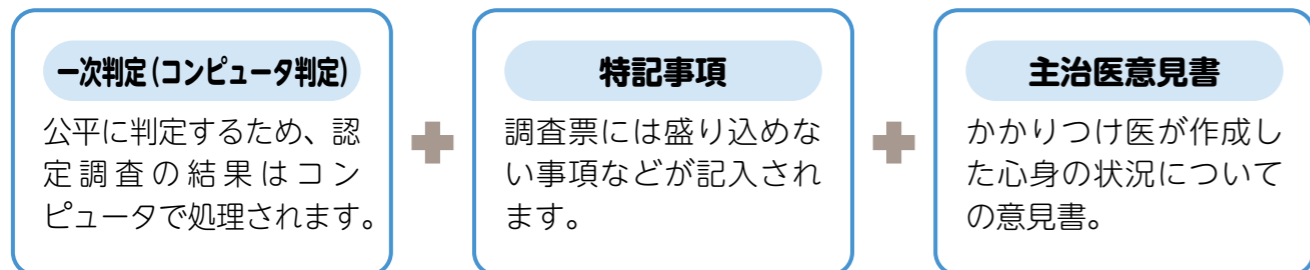 一次判定(コンピュータ判定)
公平に判定するため、認
定調査の結果はコン
ピュータで処理されます。
特記事項
調査票には盛り込めな
い事項などが記入され
ます。
主治医意見書
かかりつけ医が作成し
た心身の状況について
の意見書。